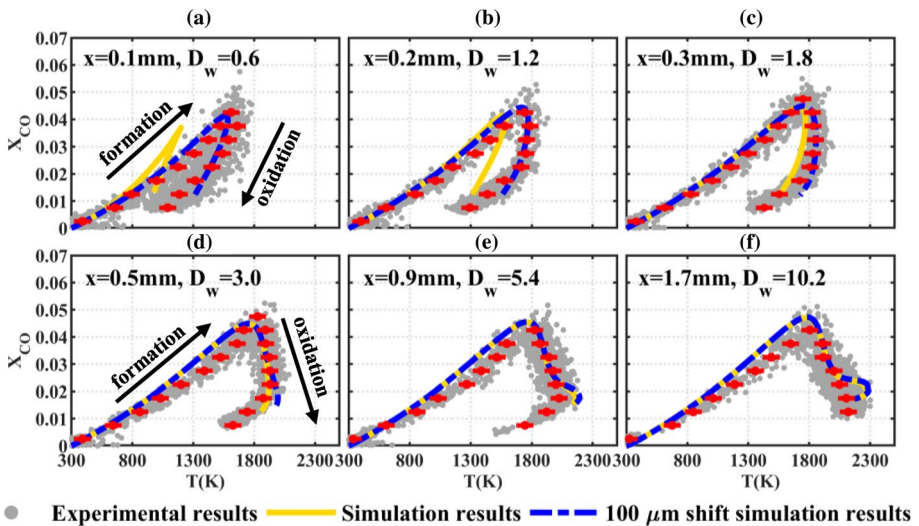 (a) (b) (c)
0.07
0.06
0.05
0.04
0.03
0.02
0.01
0
X_CO
x=0.1mm, D_w=0.6
formation
oxidation
x=0.2mm, D_w=1.2
x=0.3mm, D_w=1.8
(d) (e) (f)
0.07
0.06
0.05
0.04
0.03
0.02
0.01
0
X_CO
x=0.5mm, D_w=3.0
formation
oxidation
x=0.9mm, D_w=5.4
x=1.7mm, D_w=10.2
300 800 1300 1800 2300 300 800 1300 1800 2300 300 800 1300 1800 2300
T(K) T(K) T(K)
Experimental results Simulation results 100 μm shift simulation results